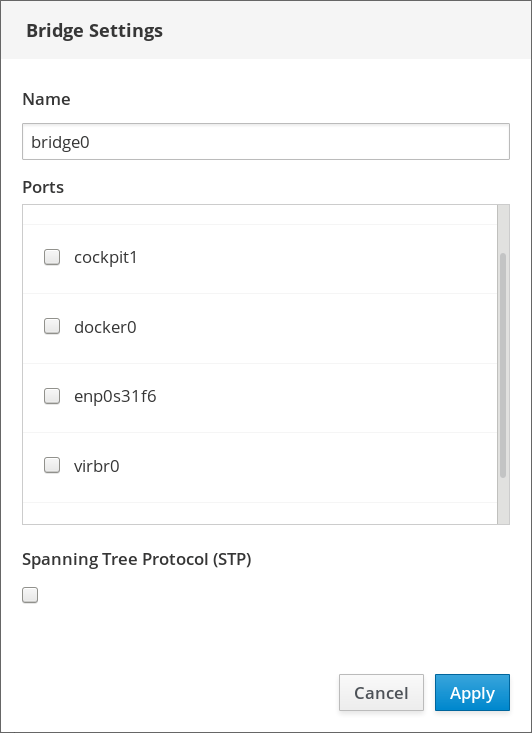 Bridge Settings
Name
bridge0
Ports
cockpit1
docker0
enp0s31f6
virbr0
Spanning Tree Protocol (STP)
Cancel Apply